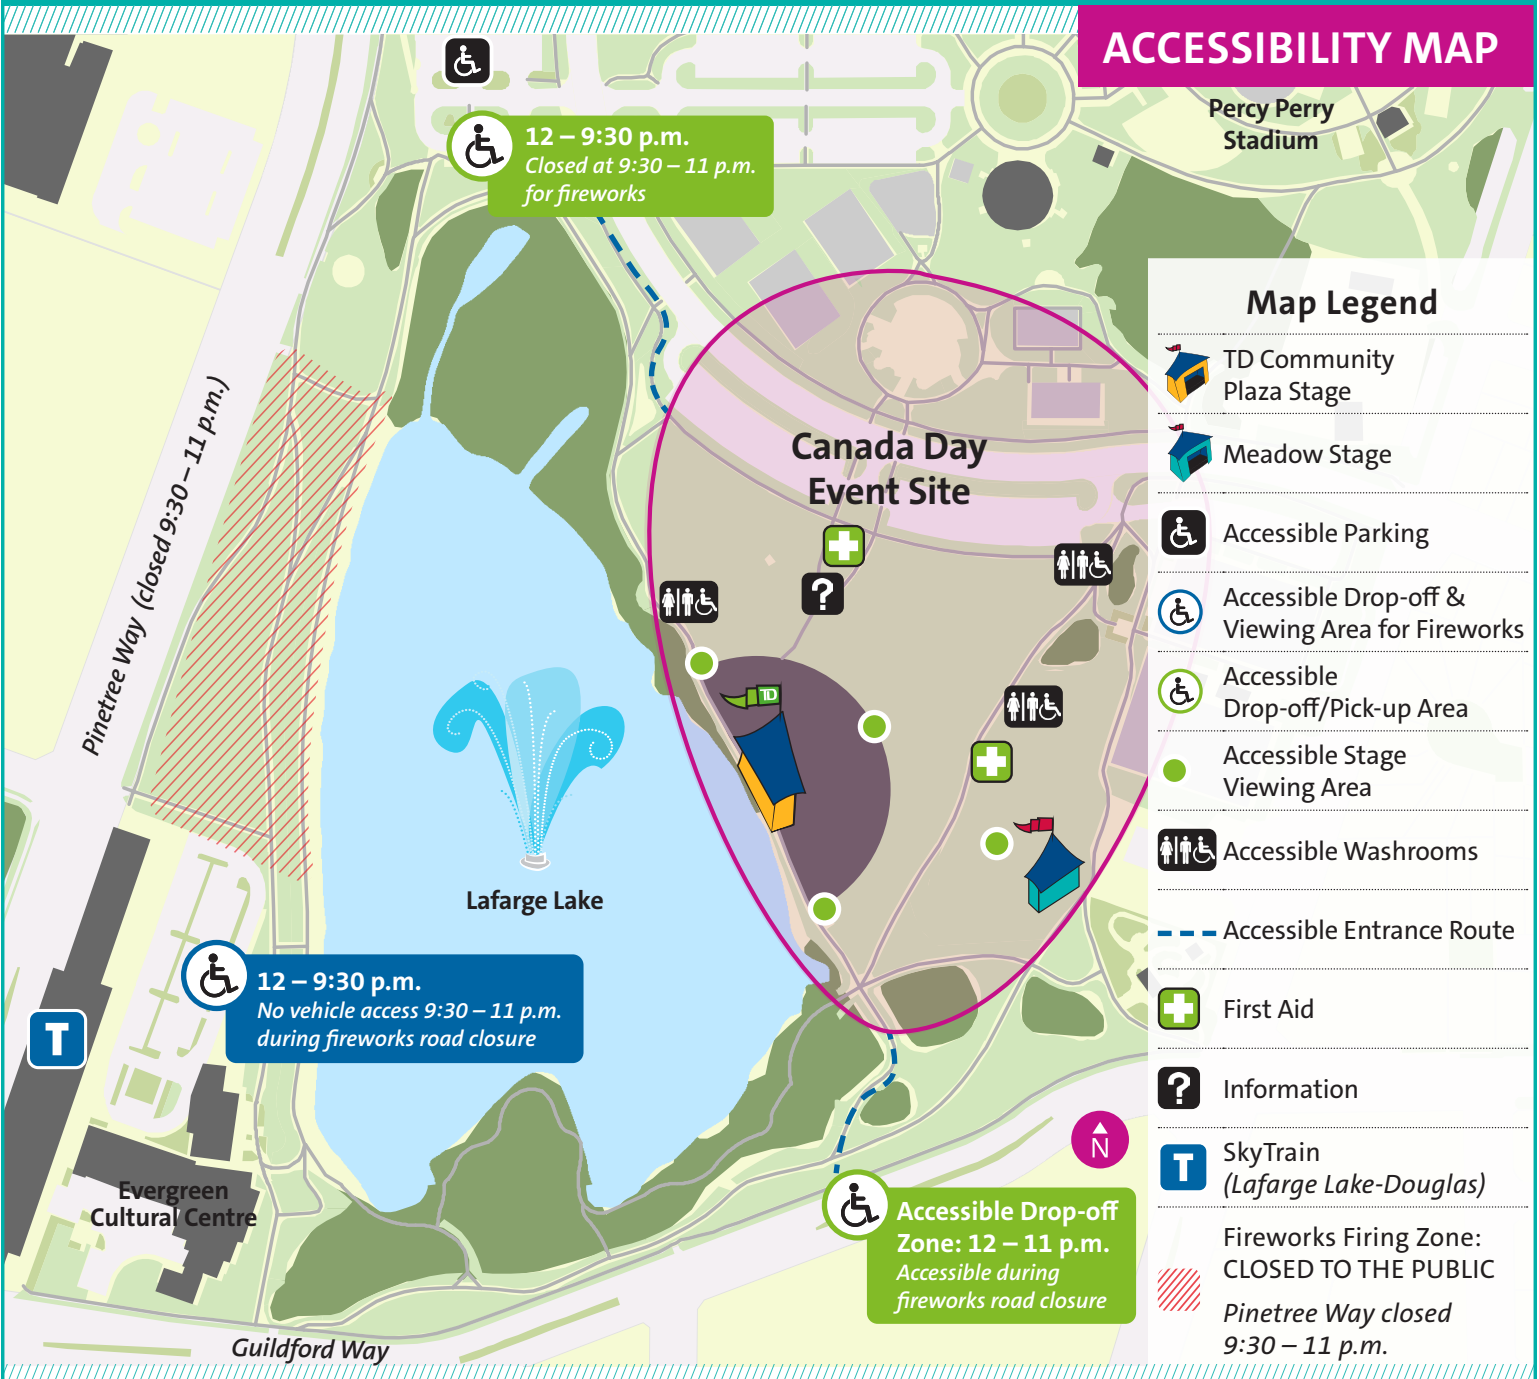 ACCESSIBILITY MAP
Percy Perry
Stadium
12 – 9:30 p.m.
Closed at 9:30 – 11 p.m.
for fireworks
Pinetree Way (closed 9:30 – 11 p.m.)
Canada Day
Event Site
?
TD
Lafarge Lake
12 – 9:30 p.m.
No vehicle access 9:30 – 11 p.m.
during fireworks road closure
T
Evergreen
Cultural Centre
N
Accessible Drop-off
Zone: 12 – 11 p.m.
Accessible during
fireworks road closure
Guildford Way
Map Legend
TD Community
Plaza Stage
Meadow Stage
Accessible Parking
Accessible Drop-off &
Viewing Area for Fireworks
Accessible
Drop-off/Pick-up Area
Accessible Stage
Viewing Area
Accessible Washrooms
Accessible Entrance Route
First Aid
?
Information
T
SkyTrain
(Lafarge Lake-Douglas)
Fireworks Firing Zone:
CLOSED TO THE PUBLIC
Pinetree Way closed
9:30 – 11 p.m.